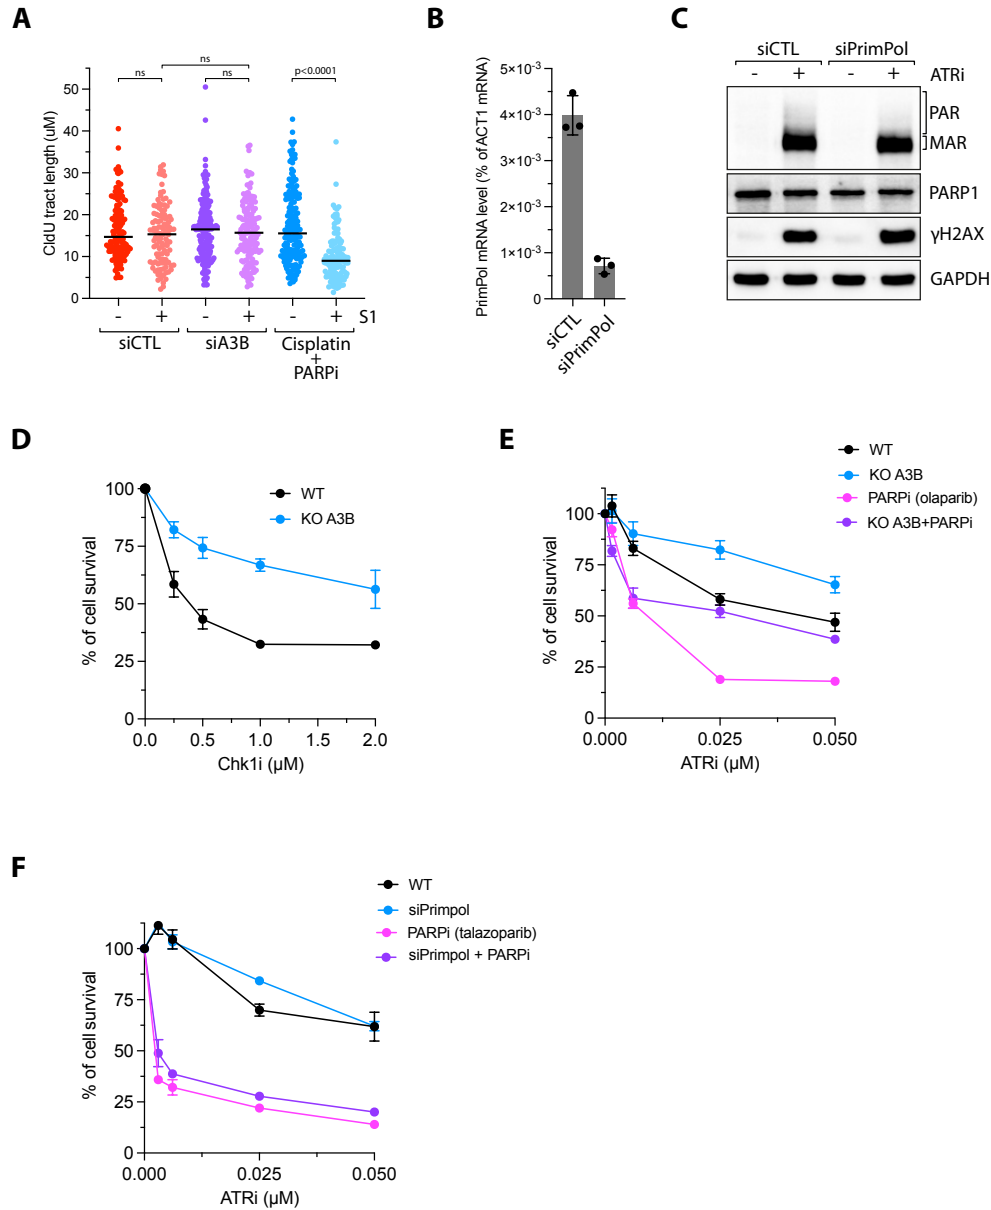 A
CldU tract length (uM)
50
40
30
20
10
0
ns
ns
ns
p<0.0001
- + - + - + S1
siCTL
siA3B
Cisplatin
+
PARPi
B
PrimPol mRNA level (% of ACT1 mRNA)
5×10-3
4×10-3
3×10-3
2×10-3
1×10-3
0
siCTL
siPrimPol
C
siCTL siPrimPol
- + - + ATRi
PAR
MAR
PARP1
γH2AX
GAPDH
D
% of cell survival
100
75
50
25
0
WT
KO A3B
0.0 0.5 1.0 1.5 2.0
Chk1i (µM)
E
WT
KO A3B
PARPi (olaparib)
KO A3B+PARPi
% of cell survival
100
75
50
25
0
0.000 0.025 0.050
ATRi (µM)
F
WT
siPrimpol
PARPi (talazoparib)
siPrimpol + PARPi
% of cell survival
100
75
50
25
0
0.000 0.025 0.050
ATRi (µM)